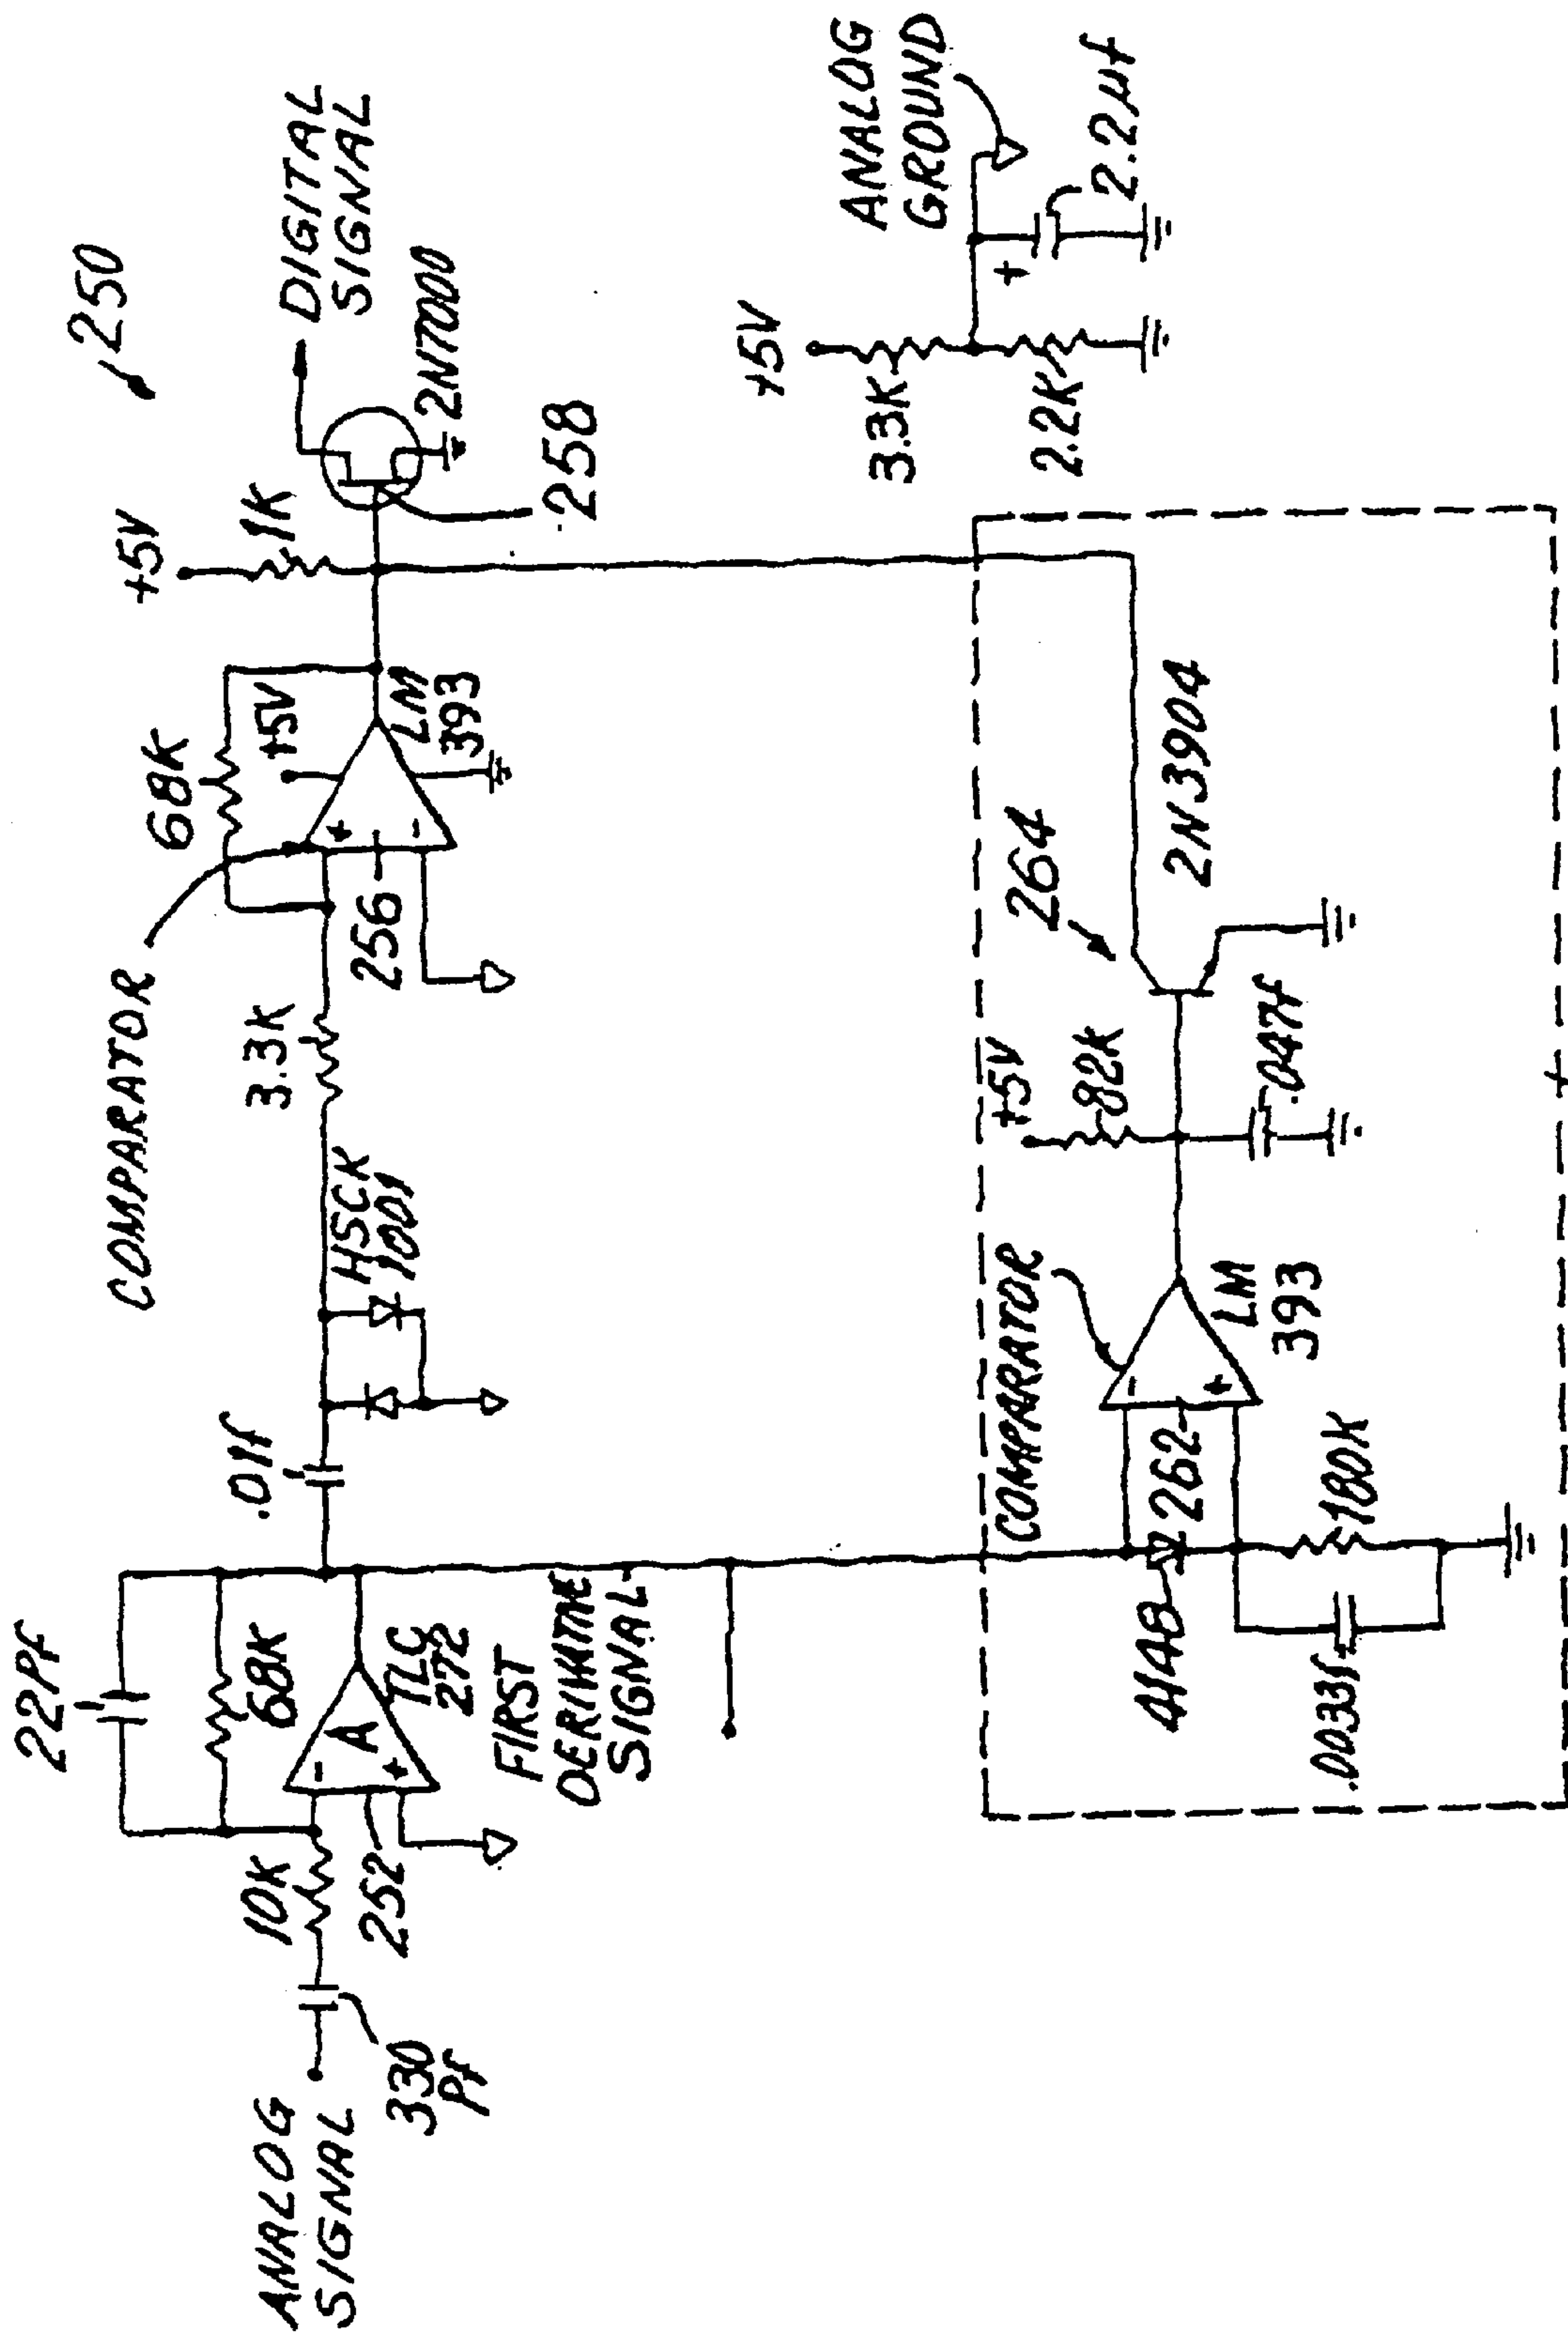 250
ANALOG
SIGNAL
330
PF
10K
252
22PF
68K
-
A
+
TLC
272
FIRST
DERIVATIVE
SIGNAL
.01f
HSCK
1001
3.3K
COMPARATOR
68K
+5V
+
256
-
LM
393
+5V
1K
DIGITAL
SIGNAL
2N7000
258
+5V
3.3K
2.2K
+
ANALOG
GROUND
2.2µf
COMPARATOR
-
262
+
LM
393
4148
.0033f
180K
+5V
82K
.047f
264
2N3904